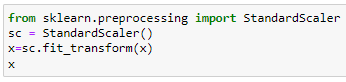 from sklearn.preprocessing import StandardScaler
sc = StandardScaler()
x=sc.fit_transform(x)
x